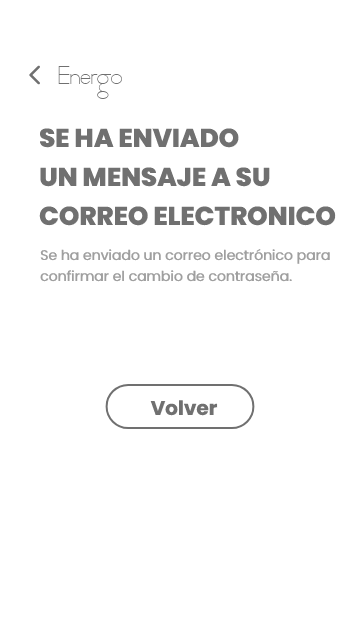 Energo
SE HA ENVIADO
UN MENSAJE A SU
CORREO ELECTRONICO
Se ha enviado un correo electrónico para
confirmar el cambio de contraseña.
Volver